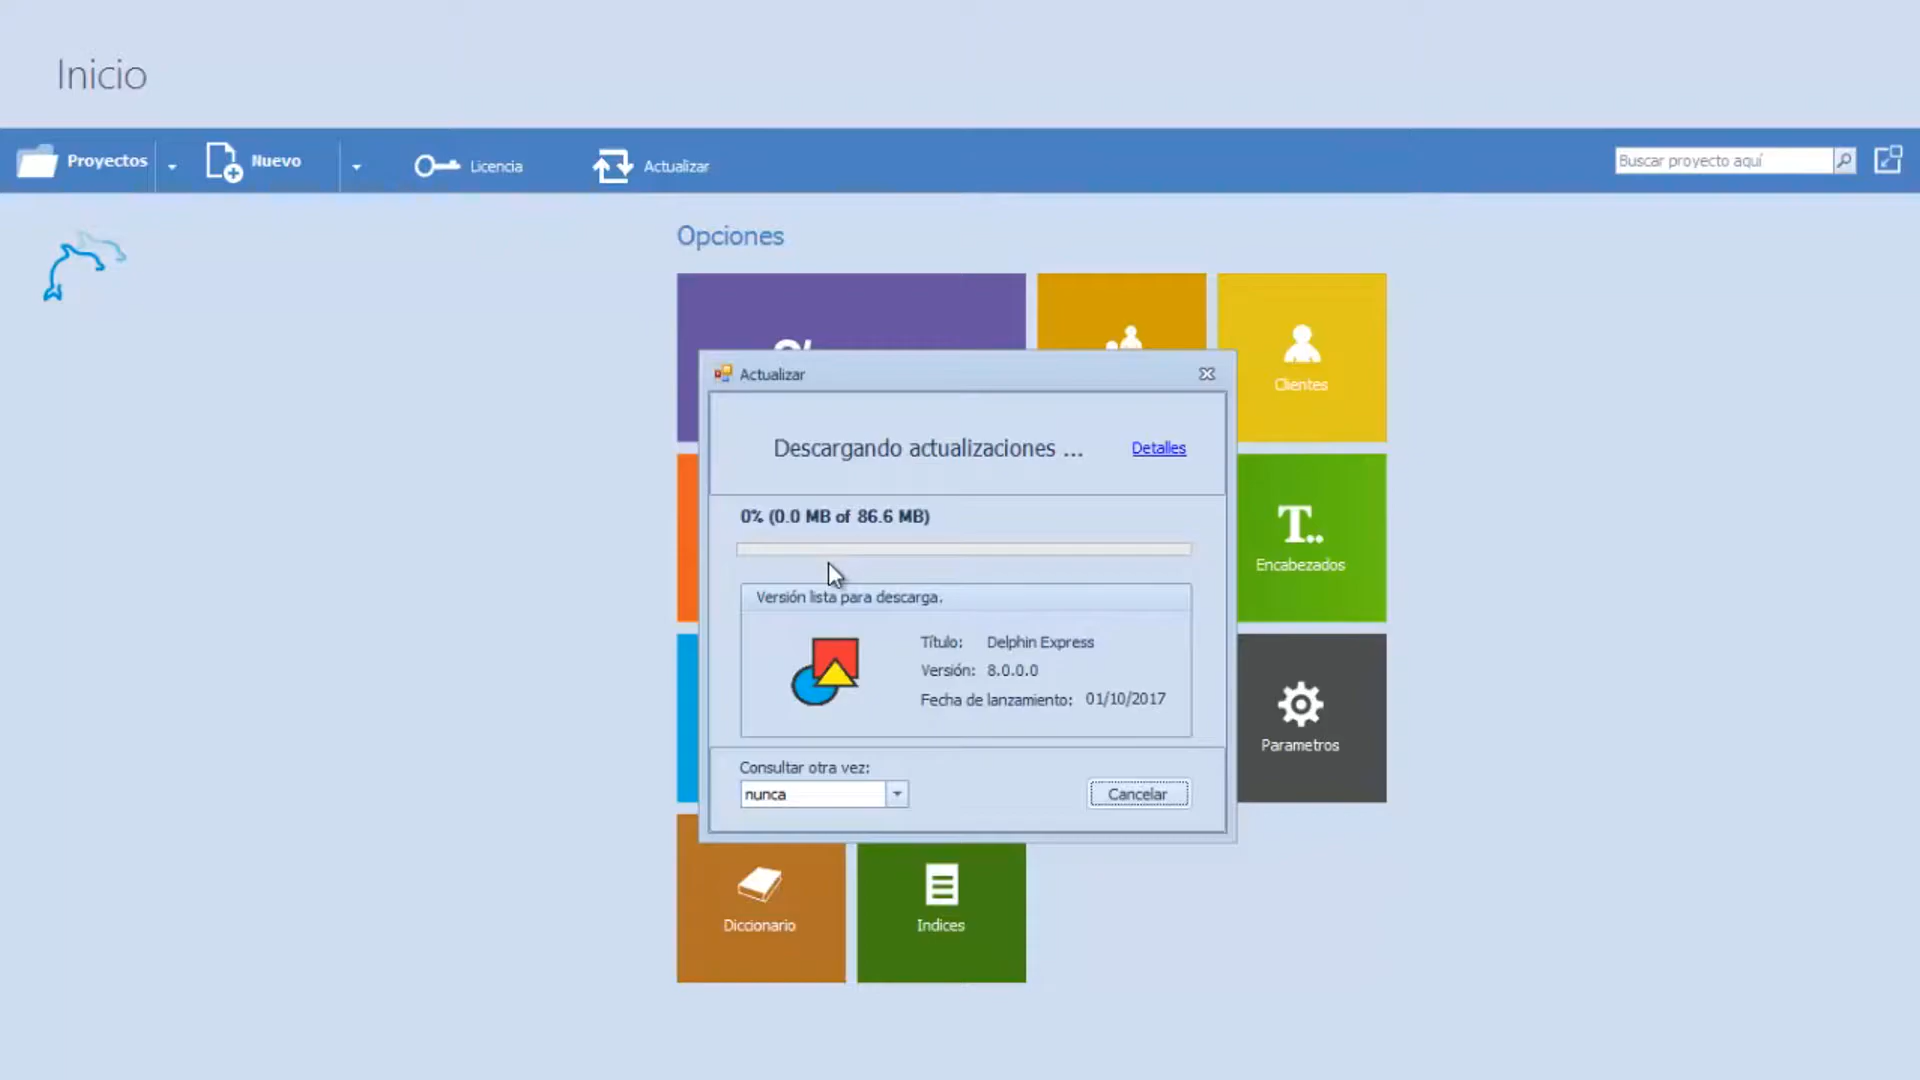 Inicio
Proyectos
Nuevo
Licencia
Actualizar
Buscar proyecto aquí
Opciones
Clientes
Actualizar
Descargando actualizaciones ...
Detalles
0% (0.0 MB of 86.6 MB)
Encabezados
Versión lista para descarga.
Título: Delphin Express
Versión: 8.0.0.0
Fecha de lanzamiento: 01/10/2017
Parametros
Consultar otra vez:
nunca
Cancelar
Diccionario
Indices